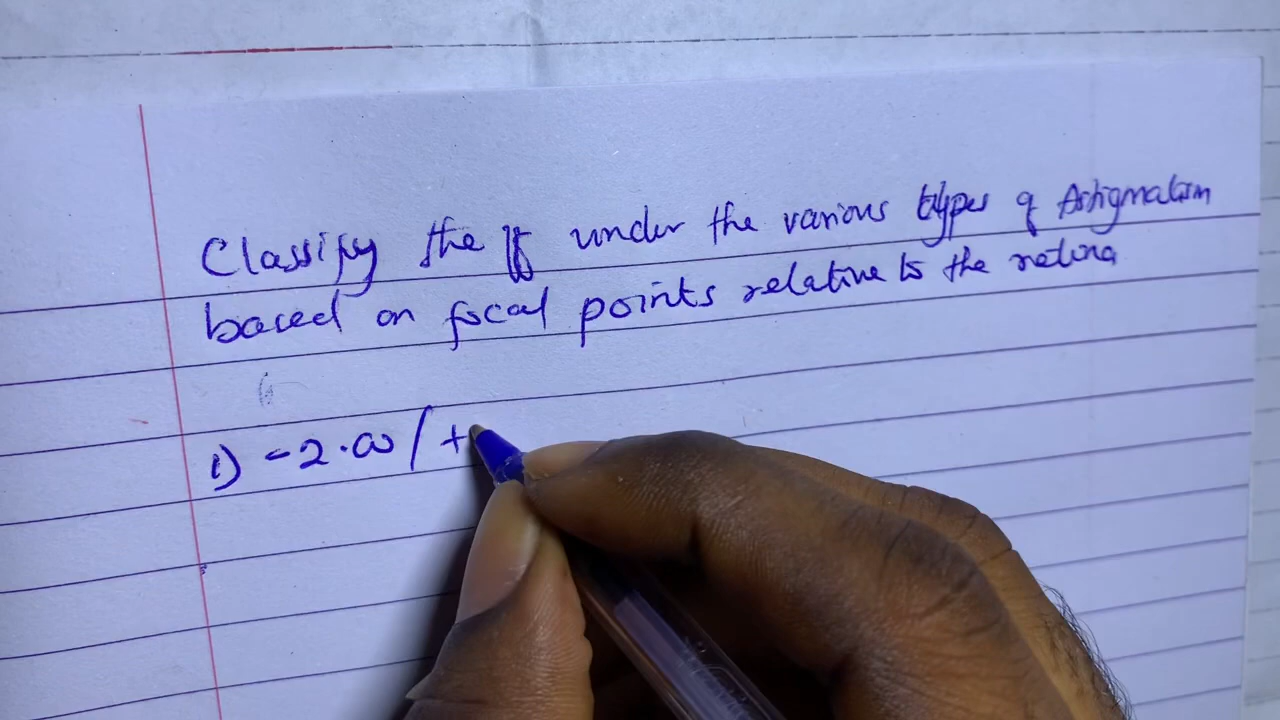 Classify the ff under the various types of Astigmatism
based on focal points relative to the retina
1) -2.00 / +